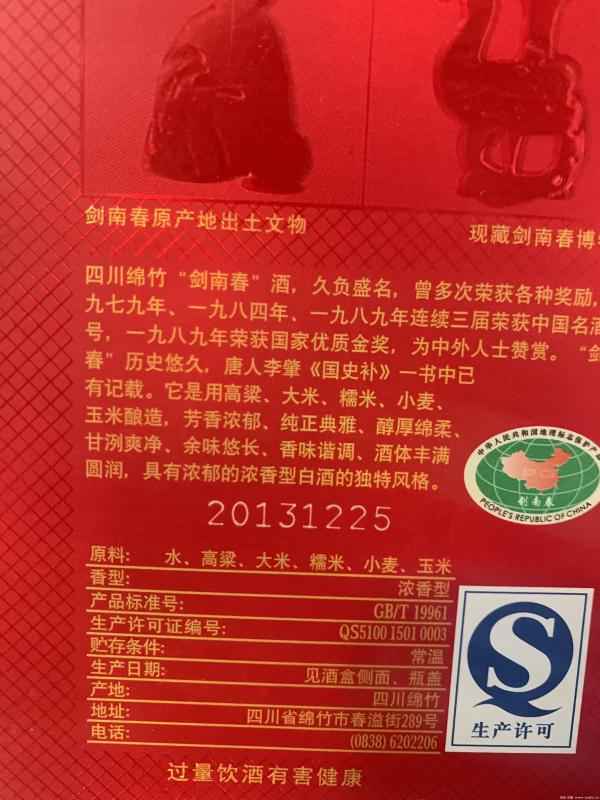 剑南春原产地出土文物
现藏剑南春博
四川绵竹“剑南春”酒，久负盛名，曾多次荣获各种奖励，
九七九年、一九八四年、一九八九年连续三届荣获中国名酒
号，一九八九年荣获国家优质金奖，为中外人士赞赏。“剑
春”历史悠久，唐人李肇《国史补》一书中已
有记载。它是用高粱、大米、糯米、小麦、
玉米酿造，芳香浓郁、纯正典雅、醇厚绵柔、
甘洌爽净、余味悠长、香味谐调、酒体丰满
圆润，具有浓郁的浓香型白酒的独特风格。
中华人民共和国地理标志保护产品
PG
剑南春
PEOPLE'S REPUBLIC OF CHINA
20131225
原料: 水、高粱、大米、糯米、小麦、玉米
香型: 浓香型
产品标准号: GB/T 19961
生产许可证编号: QS5100 1501 0003
贮存条件: 常温
生产日期: 见酒盒侧面、瓶盖
产地: 四川绵竹
地址: 四川省绵竹市春溢街289号
电话: (0838) 6202206
生产许可
过量饮酒有害健康